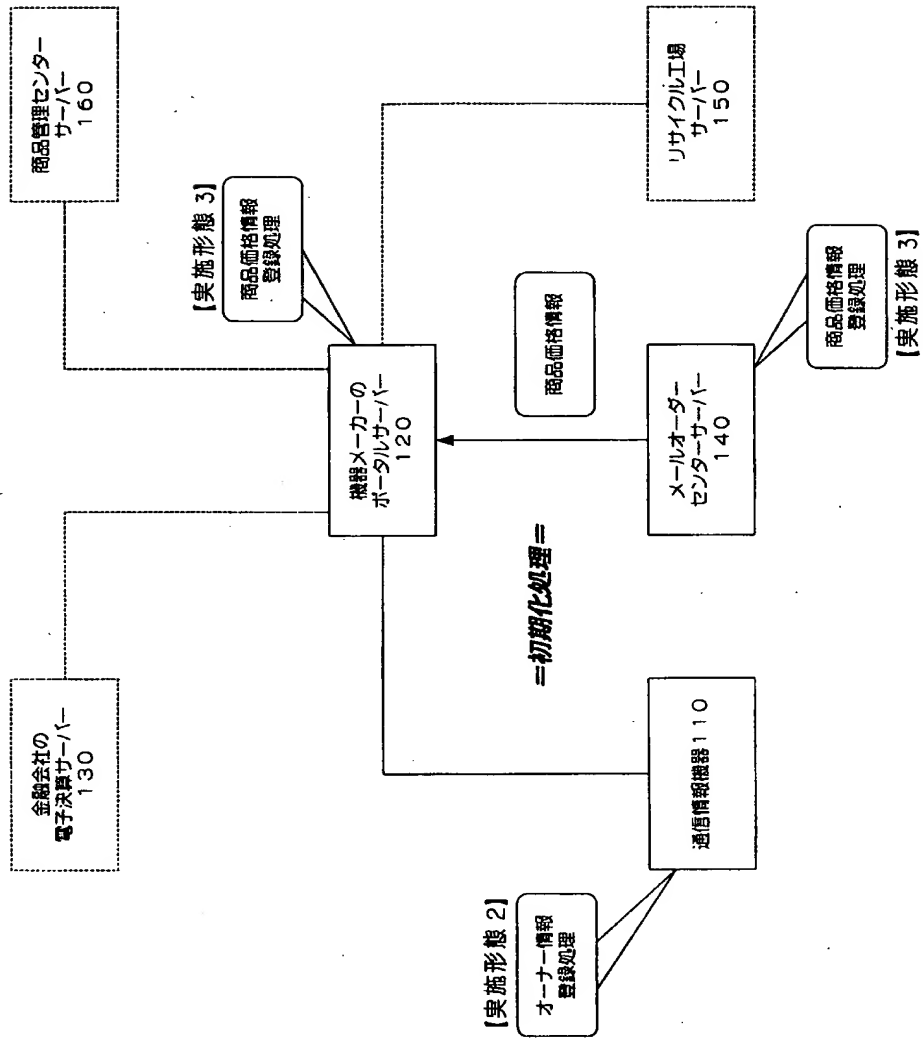 金融会社の
電子決算サーバー
130
商品管理センター
サーバー
160
【実施形態 3】
商品価格情報
登録処理
機器メーカーの
ポータルサーバー
120
商品価格情報
=初期化処理=
【実施形態 2】
オーナー情報
登録処理
通信情報機器110
メールオーダー
センターサーバー
140
商品価格情報
登録処理
【実施形態 3】
リサイクル工場
サーバー
150